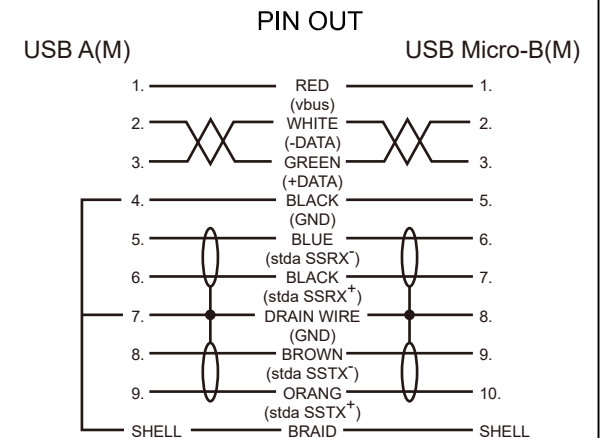 PIN OUT
USB A(M) USB Micro-B(M)
1. RED 1.
(vbus)
2. WHITE 2.
(-DATA)
3. GREEN 3.
(+DATA)
4. BLACK 5.
(GND)
5. BLUE 6.
(stda SSRX-)
6. BLACK 7.
(stda SSRX+)
7. DRAIN WIRE 8.
(GND)
8. BROWN 9.
(stda SSTX-)
9. ORANG 10.
(stda SSTX+)
SHELL BRAID SHELL